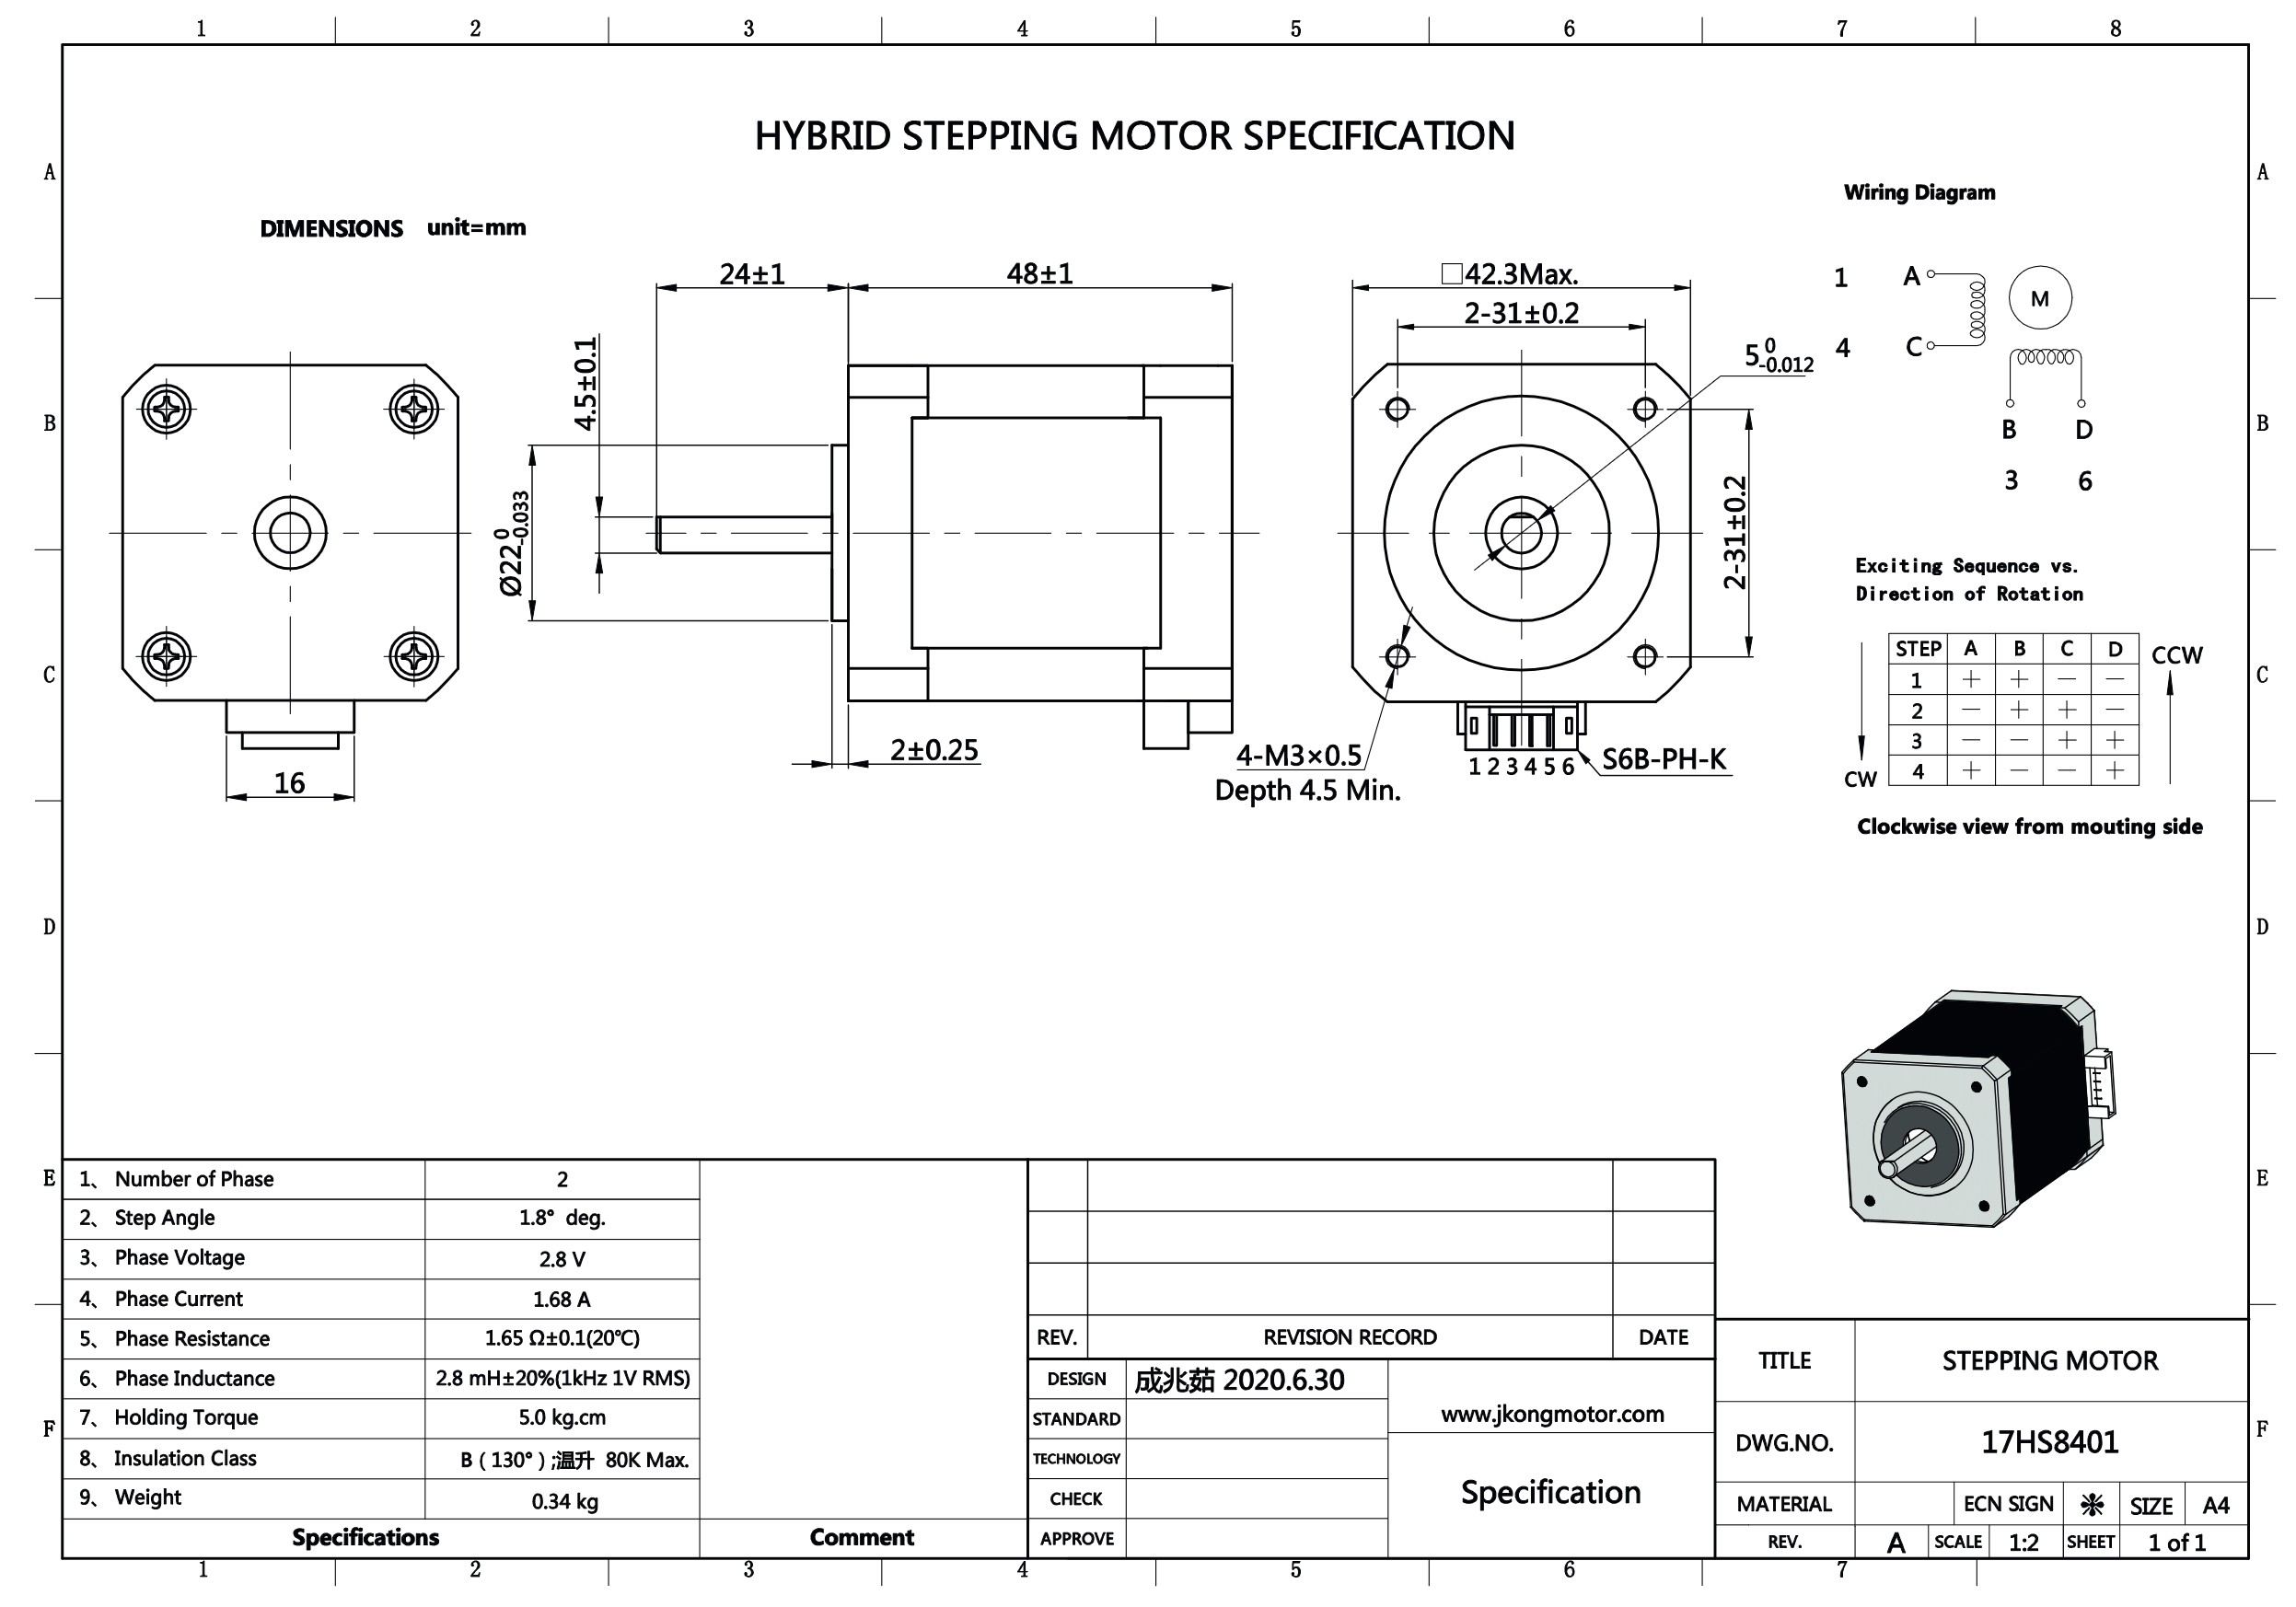 1 2 3 4 5 6 7 8
A A
B B
C C
D D
E E
F F
HYBRID STEPPING MOTOR SPECIFICATION
DIMENSIONS unit=mm
24±1
48±1
4.5±0.1
Ø22 0 -0.033
2±0.25
16
□42.3Max.
2-31±0.2
5 0 -0.012
2-31±0.2
4-M3×0.5
Depth 4.5 Min.
1 2 3 4 5 6
S6B-PH-K
Wiring Diagram
1 A
M
4 C
B D
3 6
Exciting Sequence vs.
Direction of Rotation
STEP A B C D
1 + + − −
2 − + + −
3 − − + +
4 + − − +
CCW
CW
Clockwise view from mouting side
1、 Number of Phase 2
2、 Step Angle 1.8° deg.
3、 Phase Voltage 2.8 V
4、 Phase Current 1.68 A
5、 Phase Resistance 1.65 Ω±0.1(20℃)
6、 Phase Inductance 2.8 mH±20%(1kHz 1V RMS)
7、 Holding Torque 5.0 kg.cm
8、 Insulation Class B ( 130° ) ;温升 80K Max.
9、 Weight 0.34 kg
Specifications Comment
REV. REVISION RECORD DATE
DESIGN 成兆茹 2020.6.30
STANDARD
TECHNOLOGY
CHECK
APPROVE
www.jkongmotor.com
Specification
TITLE STEPPING MOTOR
DWG.NO. 17HS8401
MATERIAL ECN SIGN ⁜ SIZE A4
REV. A SCALE 1:2 SHEET 1 of 1
1 2 3 4 5 6 7